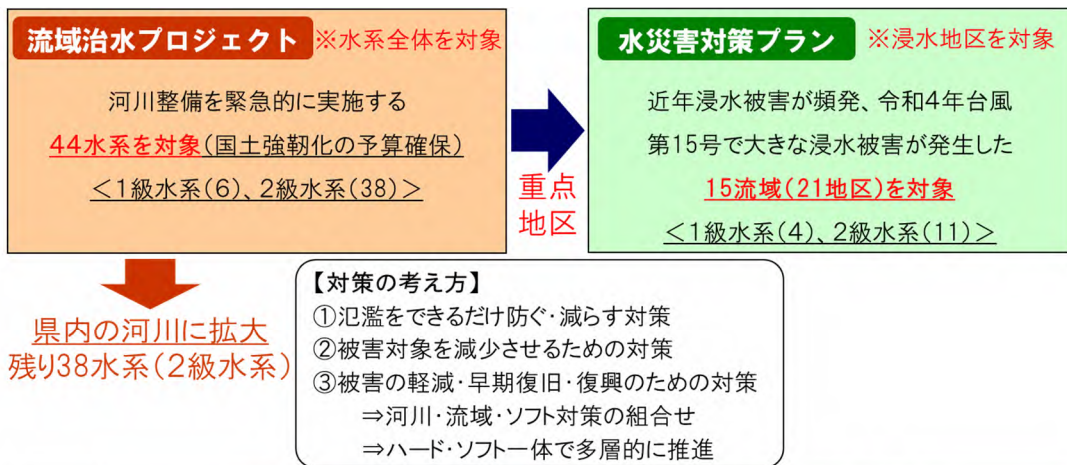 流域治水プロジェクト ※水系全体を対象
河川整備を緊急的に実施する
44水系を対象(国土強靭化の予算確保)
<1級水系(6)、2級水系(38)>
重点
地区
水災害対策プラン ※浸水地区を対象
近年浸水被害が頻発、令和4年台風
第15号で大きな浸水被害が発生した
15流域(21地区)を対象
<1級水系(4)、2級水系(11)>
県内の河川に拡大
残り38水系(2級水系)
【対策の考え方】
①氾濫をできるだけ防ぐ・減らす対策
②被害対象を減少させるための対策
③被害の軽減・早期復旧・復興のための対策
⇒河川・流域・ソフト対策の組合せ
⇒ハード・ソフト一体で多層的に推進